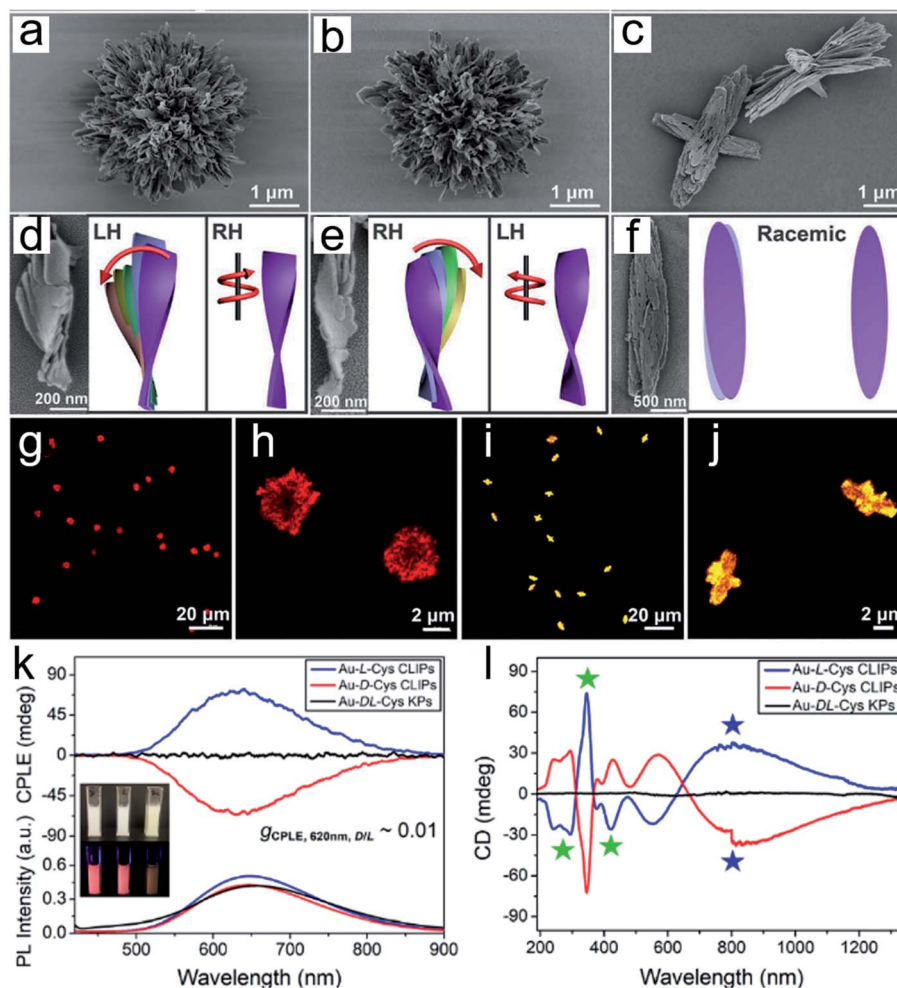 a
1 μm
b
1 μm
c
1 μm
d
200 nm
LH
RH
e
200 nm
RH
LH
f
500 nm
Racemic
g
20 μm
h
2 μm
i
20 μm
j
2 μm
k
Au-L-Cys CLIPs
Au-D-Cys CLIPs
Au-DL-Cys KPs
CPLE (mdeg)
90
45
0
-45
-90
gCPLE, 620nm, D/L ~ 0.01
PL Intensity (a.u.)
0.6
0.3
0.0
500 600 700 800 900
Wavelength (nm)
l
Au-L-Cys CLIPs
Au-D-Cys CLIPs
Au-DL-Cys KPs
CD (mdeg)
90
60
30
0
-30
-60
-90
200 400 600 800 1000 1200
Wavelength (nm)